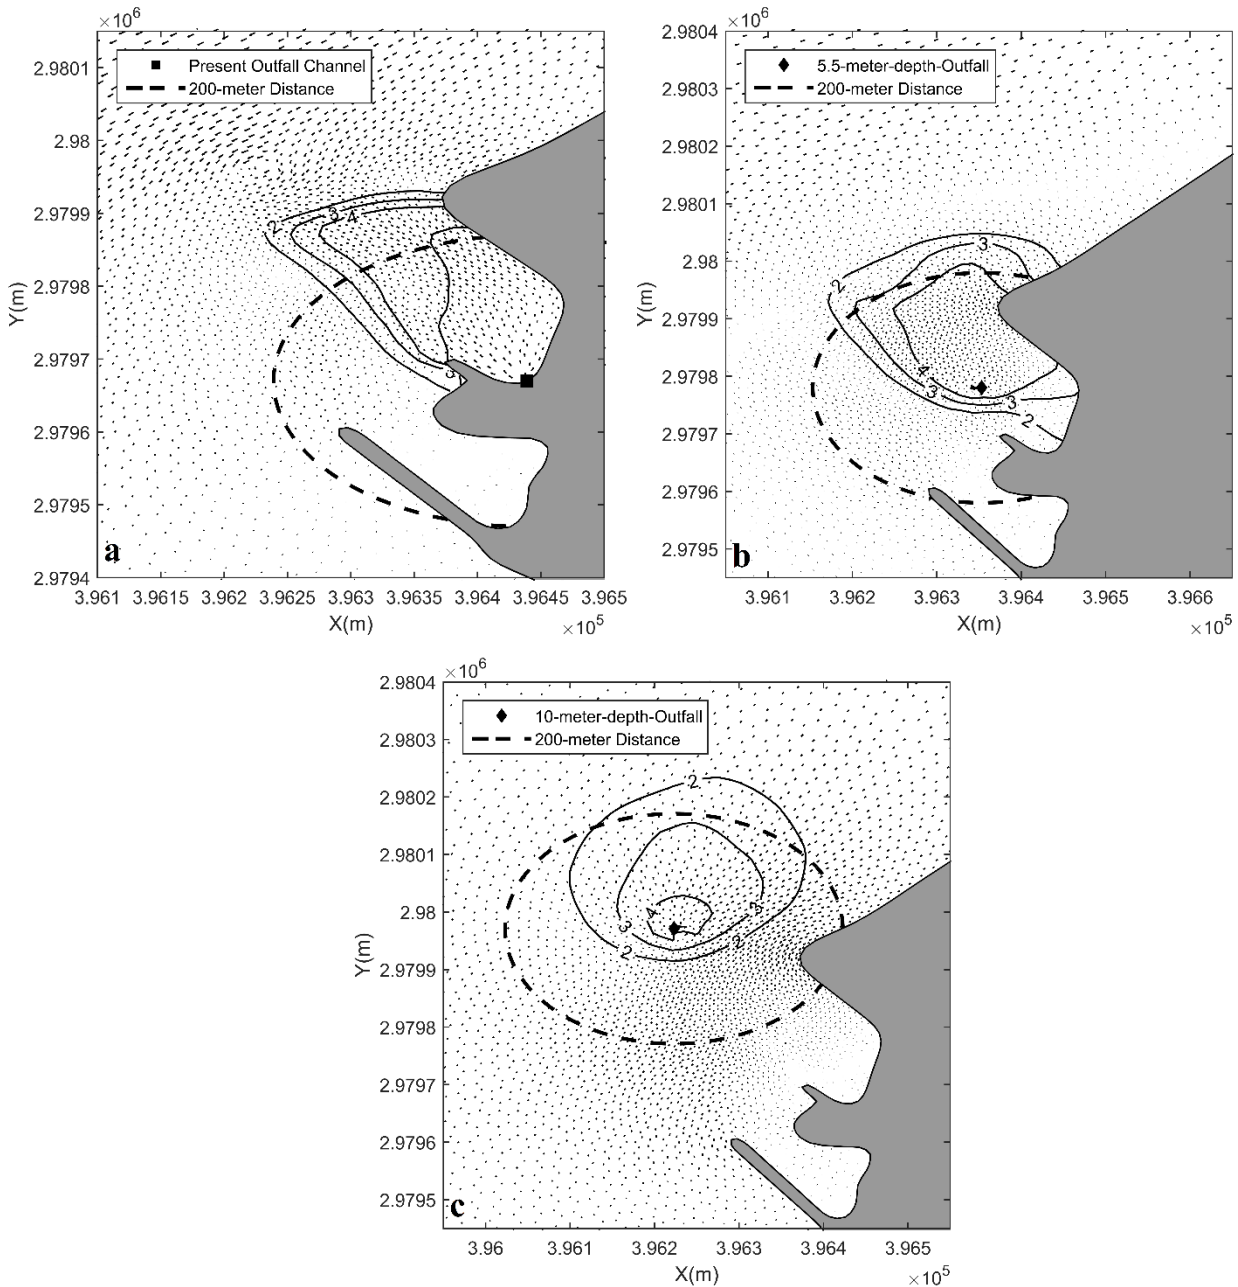 ×10⁶
Present Outfall Channel
200-meter Distance
2.9801
2.98
2.9799
2.9798
2.9797
2.9796
2.9795
2.9794
Y(m)
2
3
4
3
a
3.961 3.9615 3.962 3.9625 3.963 3.9635 3.964 3.9645 3.965
X(m)
×10⁵
×10⁶
5.5-meter-depth-Outfall
200-meter Distance
2.9804
2.9803
2.9802
2.9801
2.98
2.9799
2.9798
2.9797
2.9796
2.9795
Y(m)
3
2
4
3
3
2
b
3.961 3.962 3.963 3.964 3.965 3.966
X(m)
×10⁵
×10⁶
10-meter-depth-Outfall
200-meter Distance
2.9804
2.9803
2.9802
2.9801
2.98
2.9799
2.9798
2.9797
2.9796
2.9795
Y(m)
2
4
3
3
2
2
c
3.96 3.961 3.962 3.963 3.964 3.965
X(m)
×10⁵